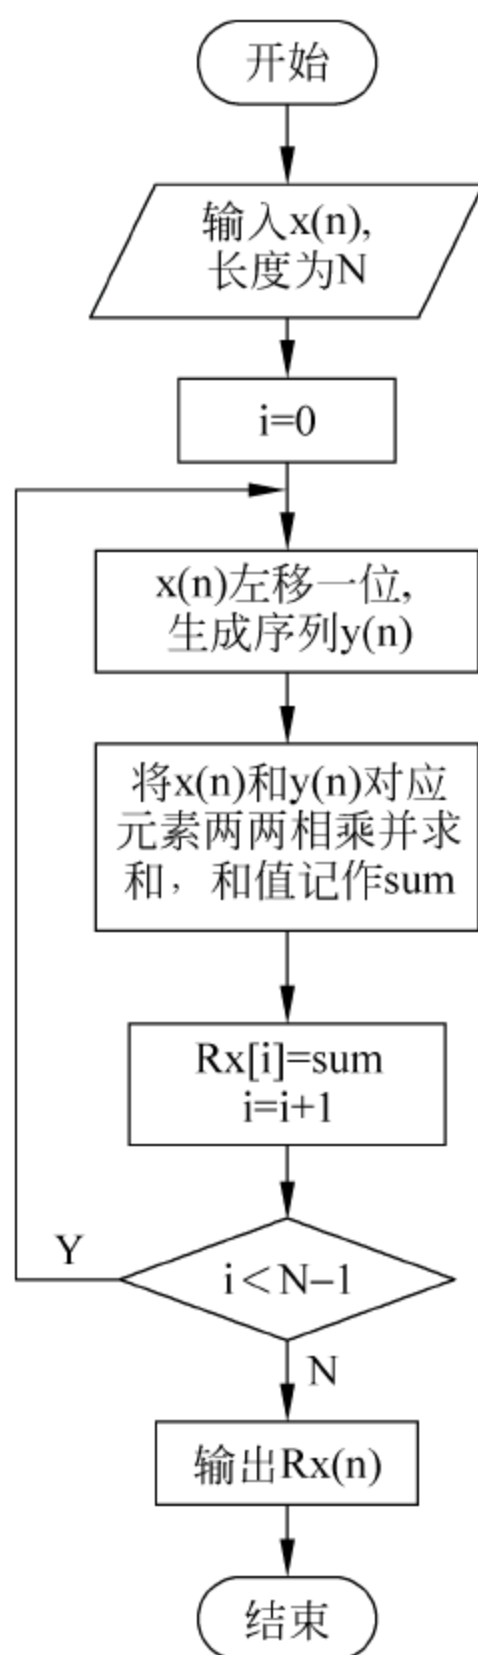 开始
输入x(n),
长度为N
i=0
x(n)左移一位,
生成序列y(n)
将x(n)和y(n)对应
元素两两相乘并求
和，和值记作sum
Rx[i]=sum
i=i+1
Y
i<N−1
N
输出Rx(n)
结束